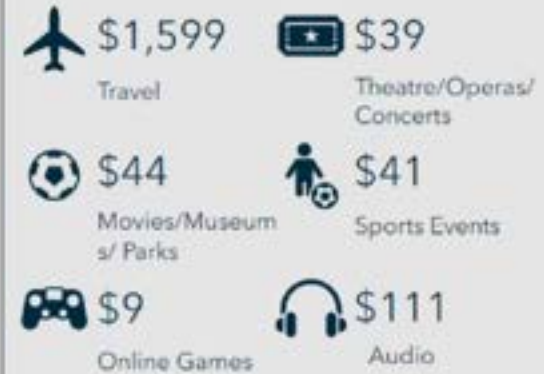 $1,599
Travel
$39
Theatre/Operas/
Concerts
$44
Movies/Museum
s/ Parks
$41
Sports Events
$9
Online Games
$111
Audio